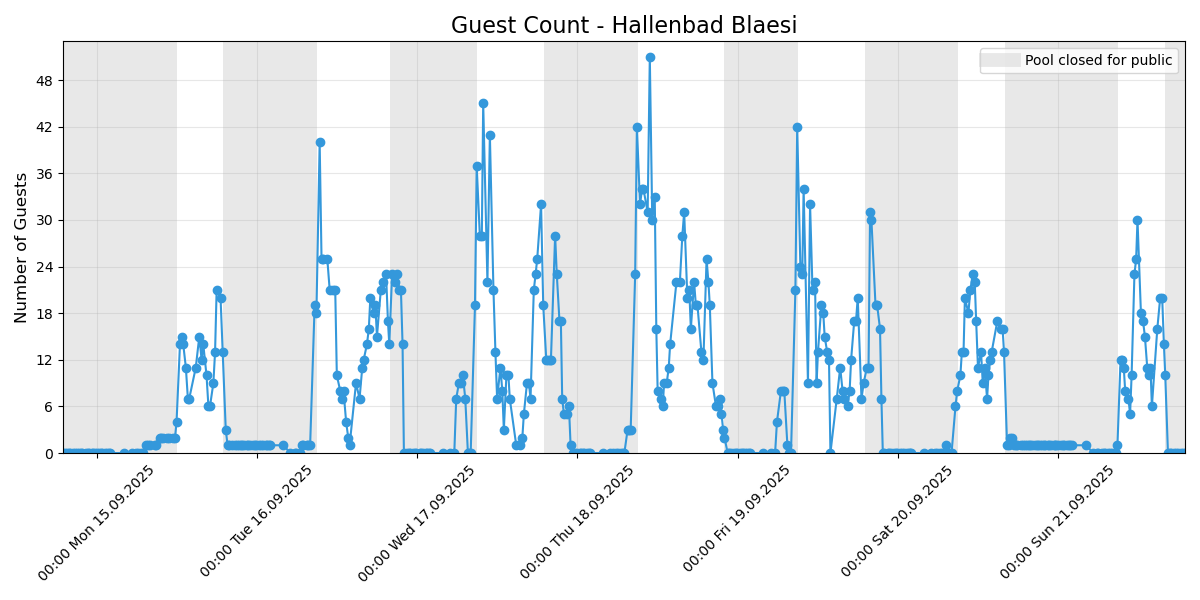 Guest Count - Hallenbad Blaesi
Pool closed for public
Number of Guests
48
42
36
30
24
18
12
6
0
00:00 Mon 15.09.2025
00:00 Tue 16.09.2025
00:00 Wed 17.09.2025
00:00 Thu 18.09.2025
00:00 Fri 19.09.2025
00:00 Sat 20.09.2025
00:00 Sun 21.09.2025